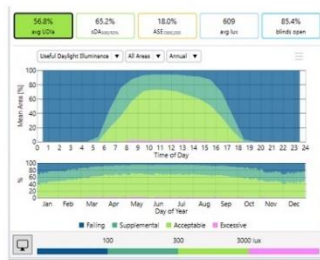 56.8% 65.2% 18.0% 609 85.4%
avg UDIa sDA300/50% ASE1000,250 avg lux blinds open
Useful Daylight Illuminance ▼ All Areas ▼ Annual ▼
Mean Area [%]
100
80
60
40
20
0
0 1 2 3 4 5 6 7 8 9 10 11 12 13 14 15 16 17 18 19 20 21 22 23 24
Time of Day
%
100
80
60
40
20
0
Jan Feb Mar Apr May Jun Jul Aug Sep Oct Nov Dec
Day of Year
Failing Supplemental Acceptable Excessive
100 300 3000 lux